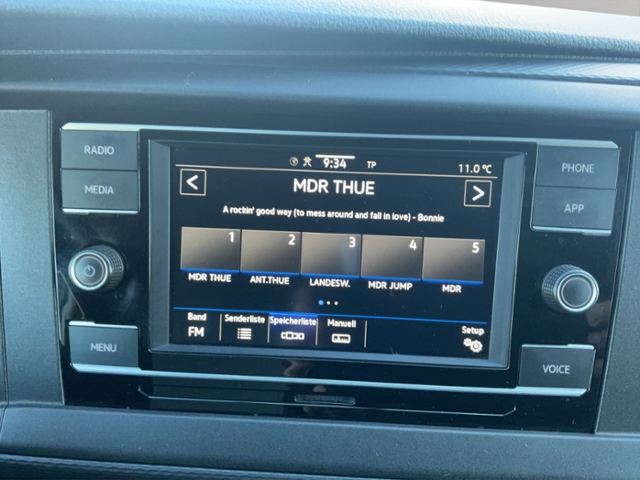 RADIO
MEDIA
MENU
9:34 TP 11.0 °C
MDR THUE
A rockin' good way (to mess around and fall in love) - Bonnie
1 2 3 4 5
MDR THUE ANT.THUE LANDESW. MDR JUMP MDR
Band Senderliste Speicherliste Manuell Setup
FM
PHONE
APP
VOICE